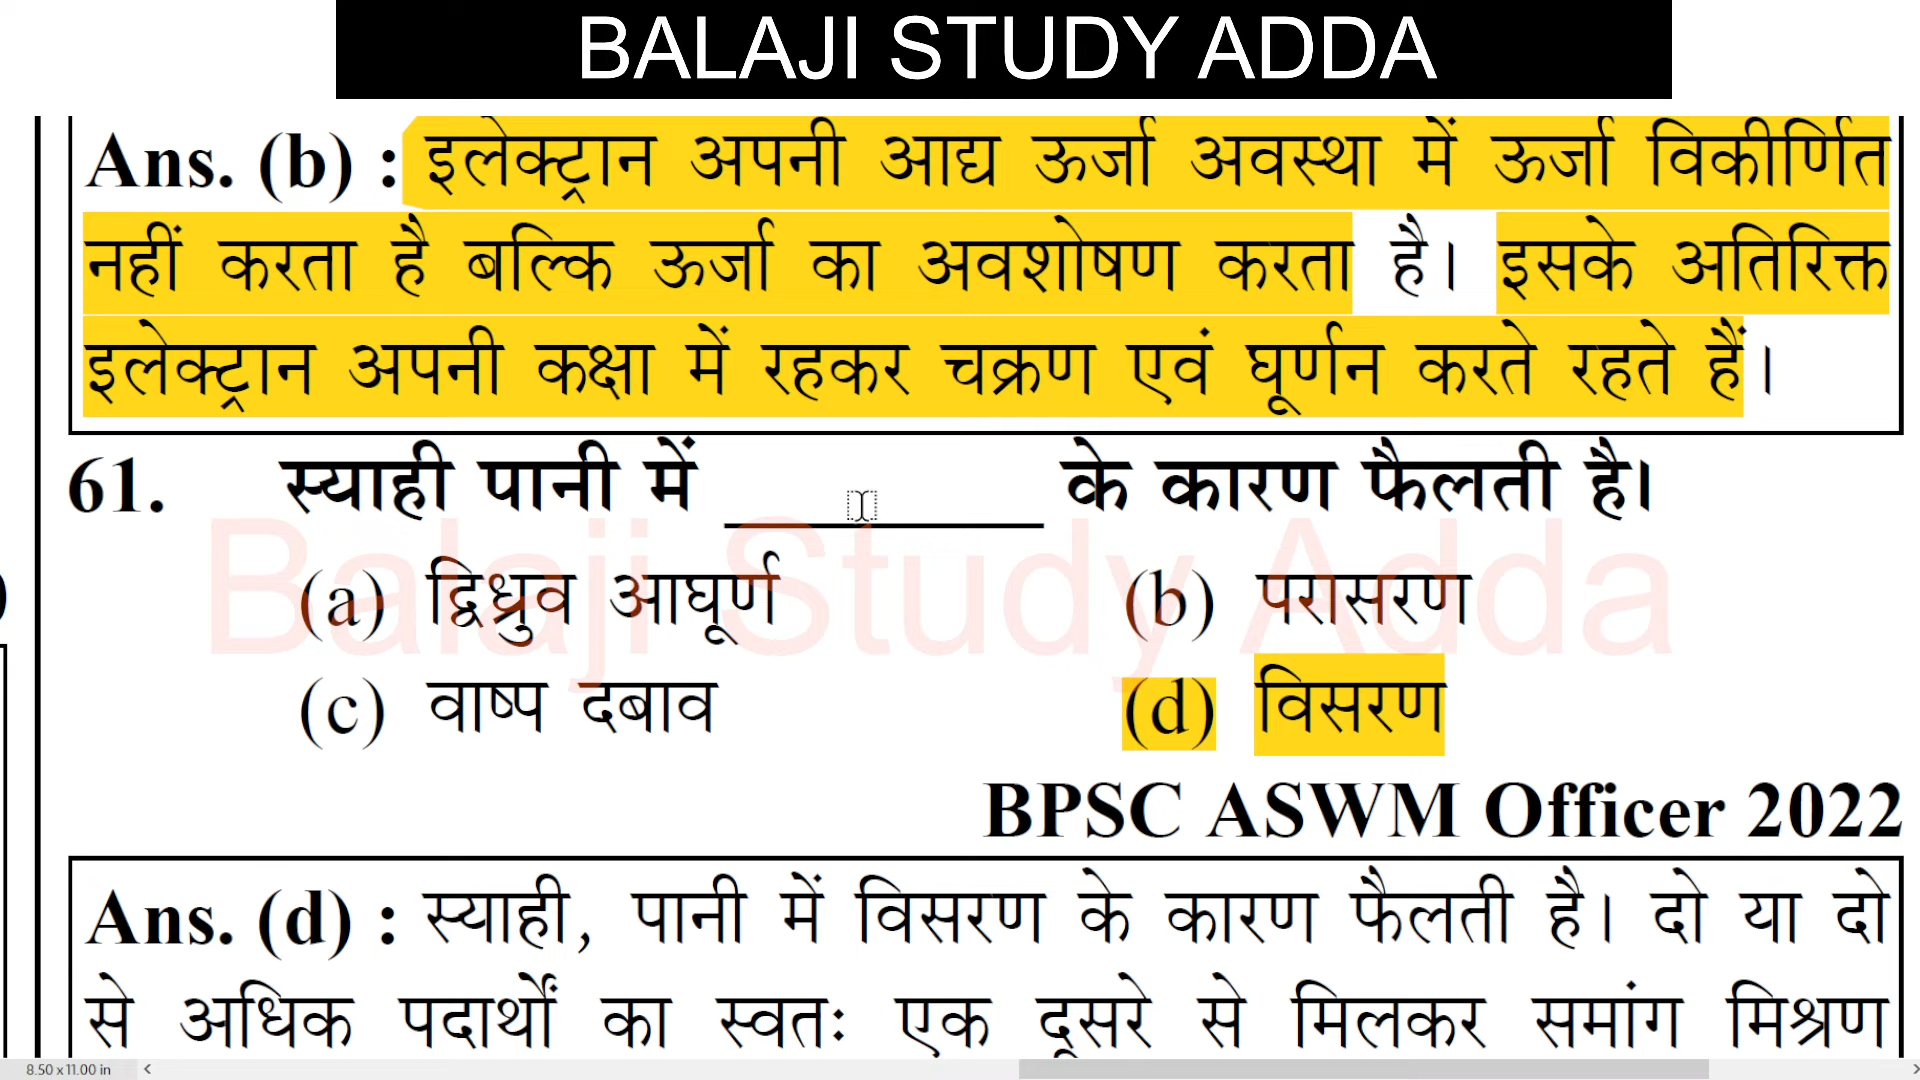 BALAJI STUDY ADDA
Ans. (b) : इलेक्ट्रान अपनी आद्य ऊर्जा अवस्था में ऊर्जा विकीर्णित
नहीं करता है बल्कि ऊर्जा का अवशोषण करता है। इसके अतिरिक्त
इलेक्ट्रान अपनी कक्षा में रहकर चक्रण एवं घूर्णन करते रहते हैं।
61. स्याही पानी में __________ के कारण फैलती है।
Balaji Study Adda
(a) द्विध्रुव आघूर्ण (b) परासरण
(c) वाष्प दबाव (d) विसरण
BPSC ASWM Officer 2022
Ans. (d) : स्याही, पानी में विसरण के कारण फैलती है। दो या दो
से अधिक पदार्थों का स्वतः एक दूसरे से मिलकर समांग मिश्रण
8.50 x 11.00 in